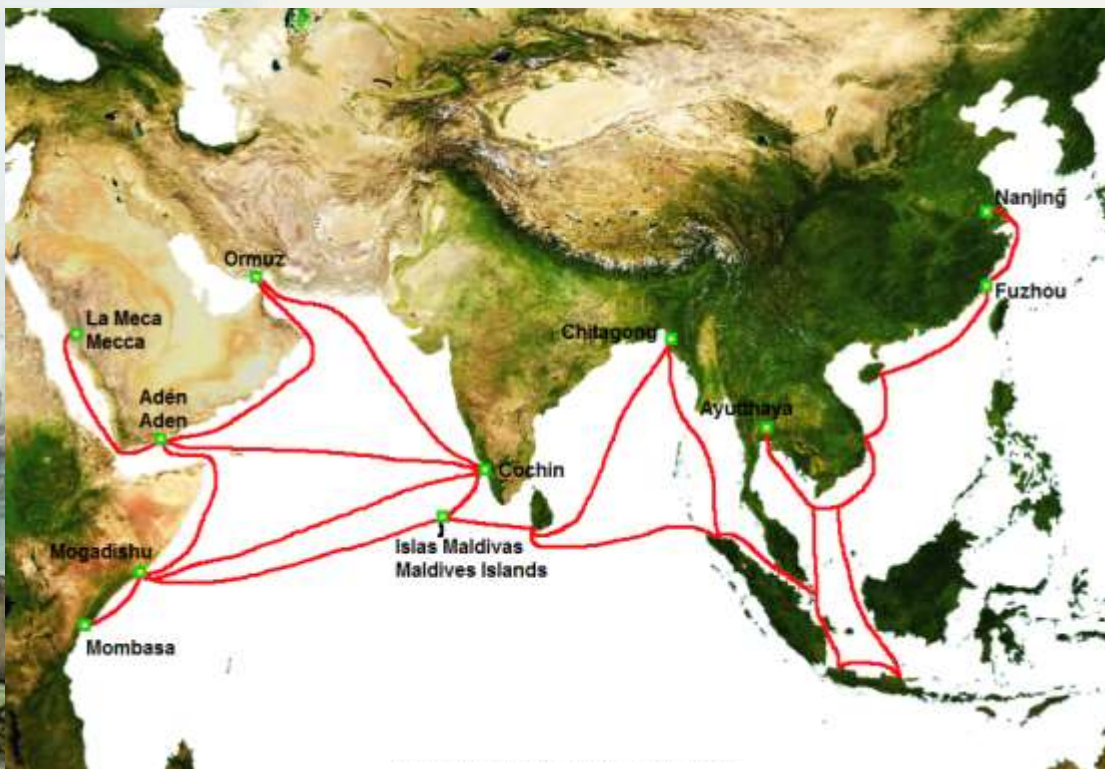 Nanjing
Ormuz
Fuzhou
La Meca
Mecca
Chitagong
Adén
Aden
Ayutthaya
Cochin
Islas Maldivas
Maldives Islands
Mogadishu
Mombasa